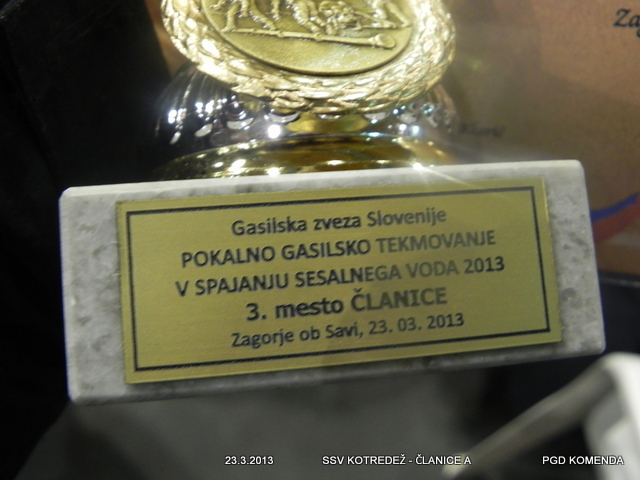 Gasilska zveza Slovenije
POKALNO GASILSKO TEKMOVANJE
V SPAJANJU SESALNEGA VODA 2013
3. mesto ČLANICE
Zagorje ob Savi, 23. 03. 2013
23.3.2013 SSV KOTREDEŽ - ČLANICE A PGD KOMENDA